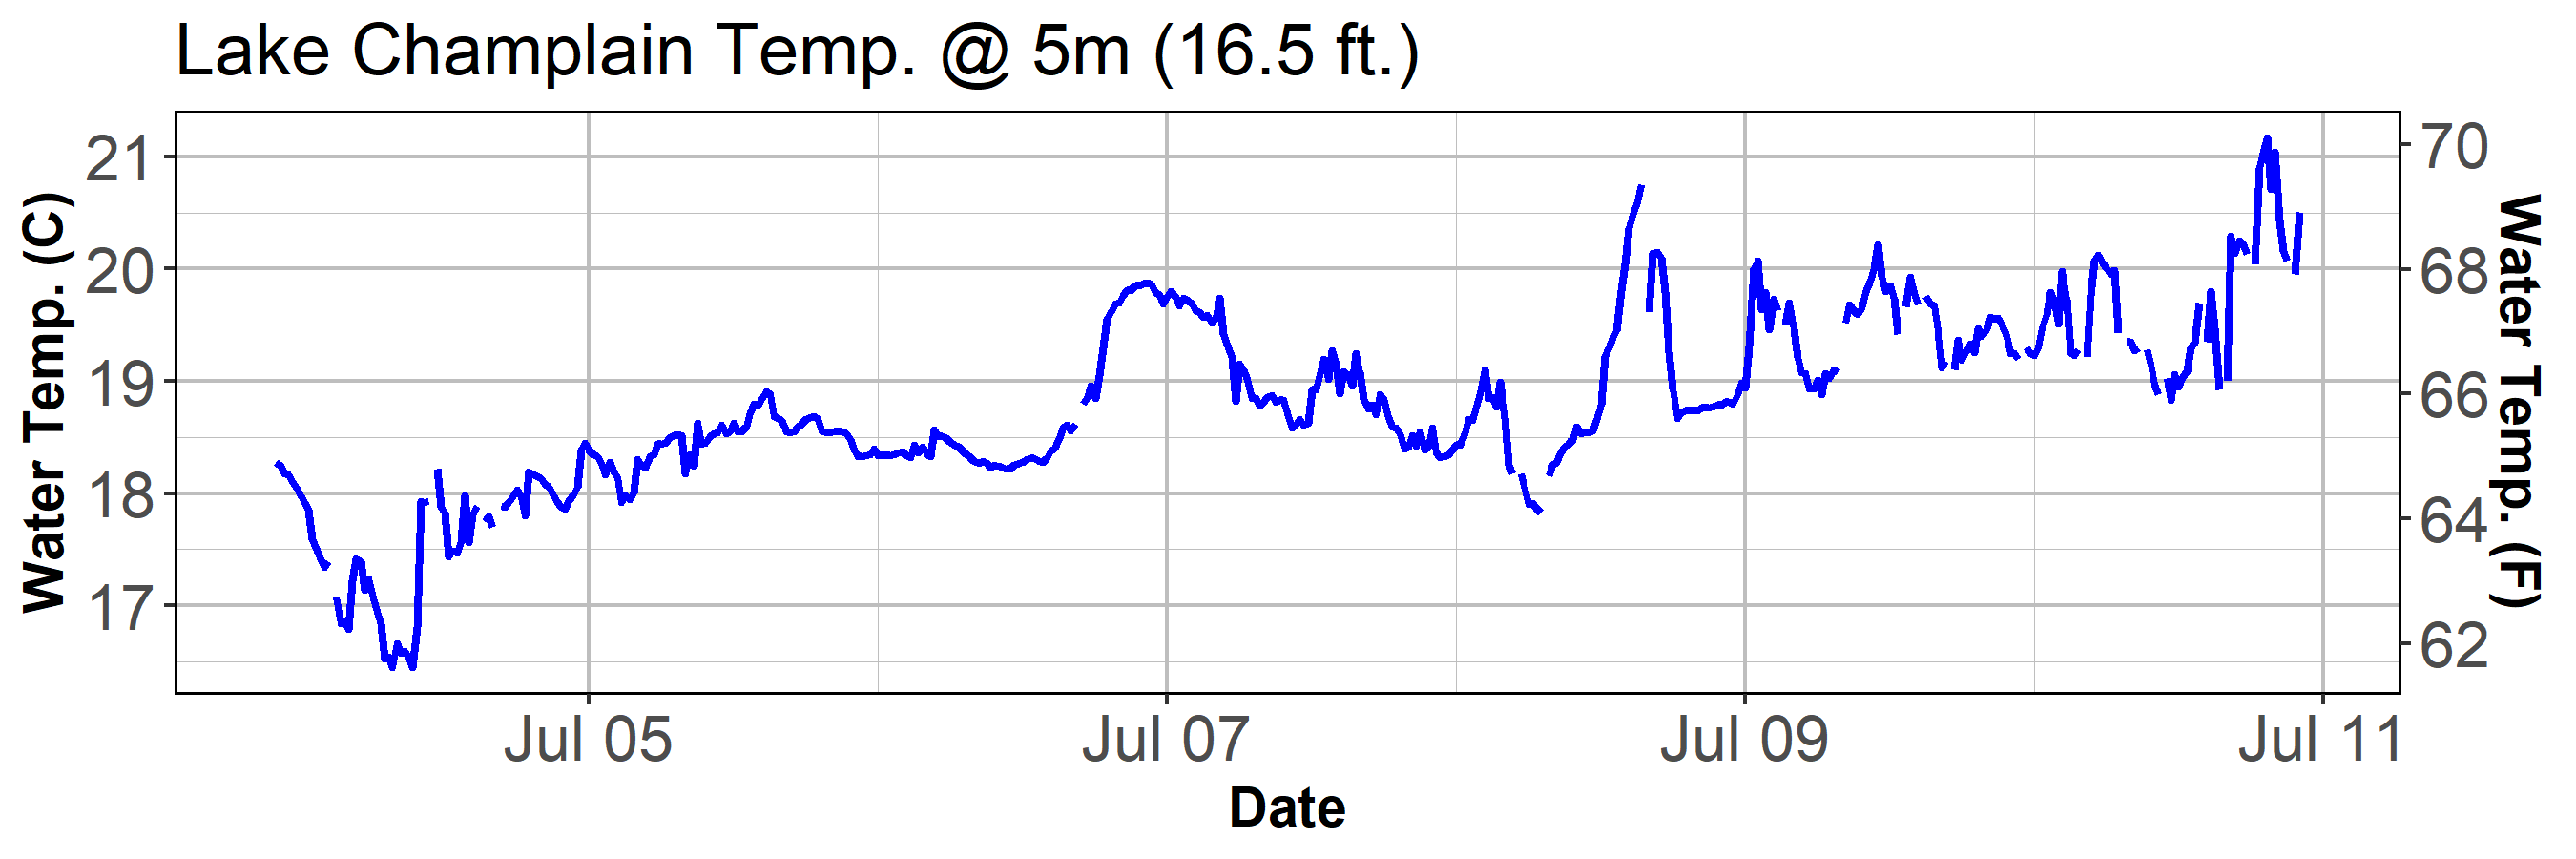 Lake Champlain Temp. @ 5m (16.5 ft.)
Water Temp. (C)
21
20
19
18
17
70
68
66
64
62
Water Temp. (F)
Jul 05
Jul 07
Jul 09
Jul 11
Date